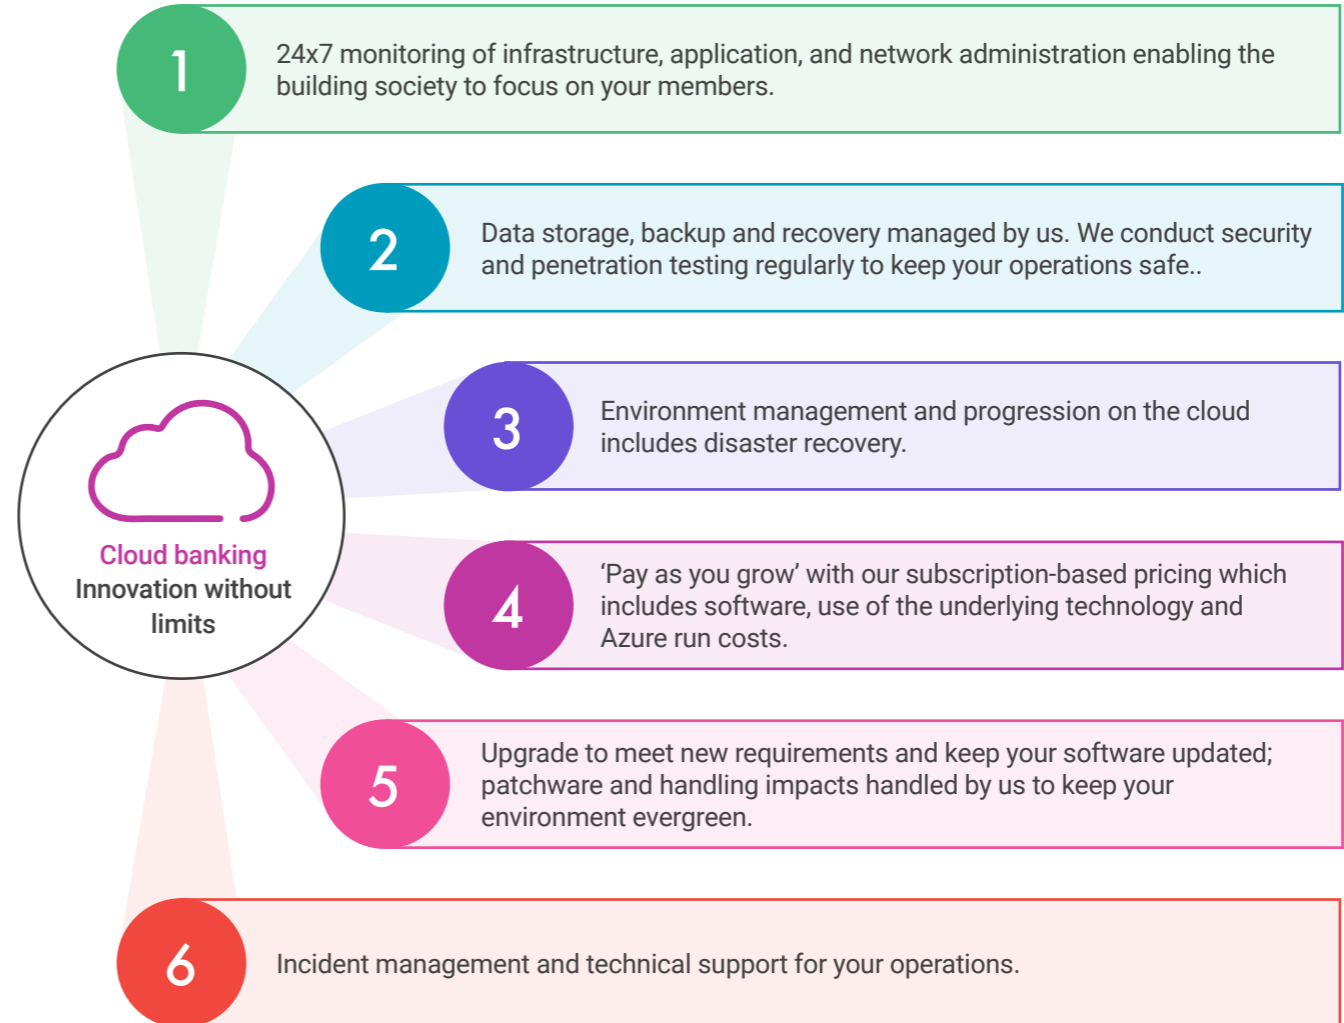 1
24x7 monitoring of infrastructure, application, and network administration enabling the
building society to focus on your members.
2
Data storage, backup and recovery managed by us. We conduct security
and penetration testing regularly to keep your operations safe..
3
Environment management and progression on the cloud
includes disaster recovery.
Cloud banking
Innovation without
limits
4
‘Pay as you grow’ with our subscription-based pricing which
includes software, use of the underlying technology and
Azure run costs.
5
Upgrade to meet new requirements and keep your software updated;
patchware and handling impacts handled by us to keep your
environment evergreen.
6
Incident management and technical support for your operations.